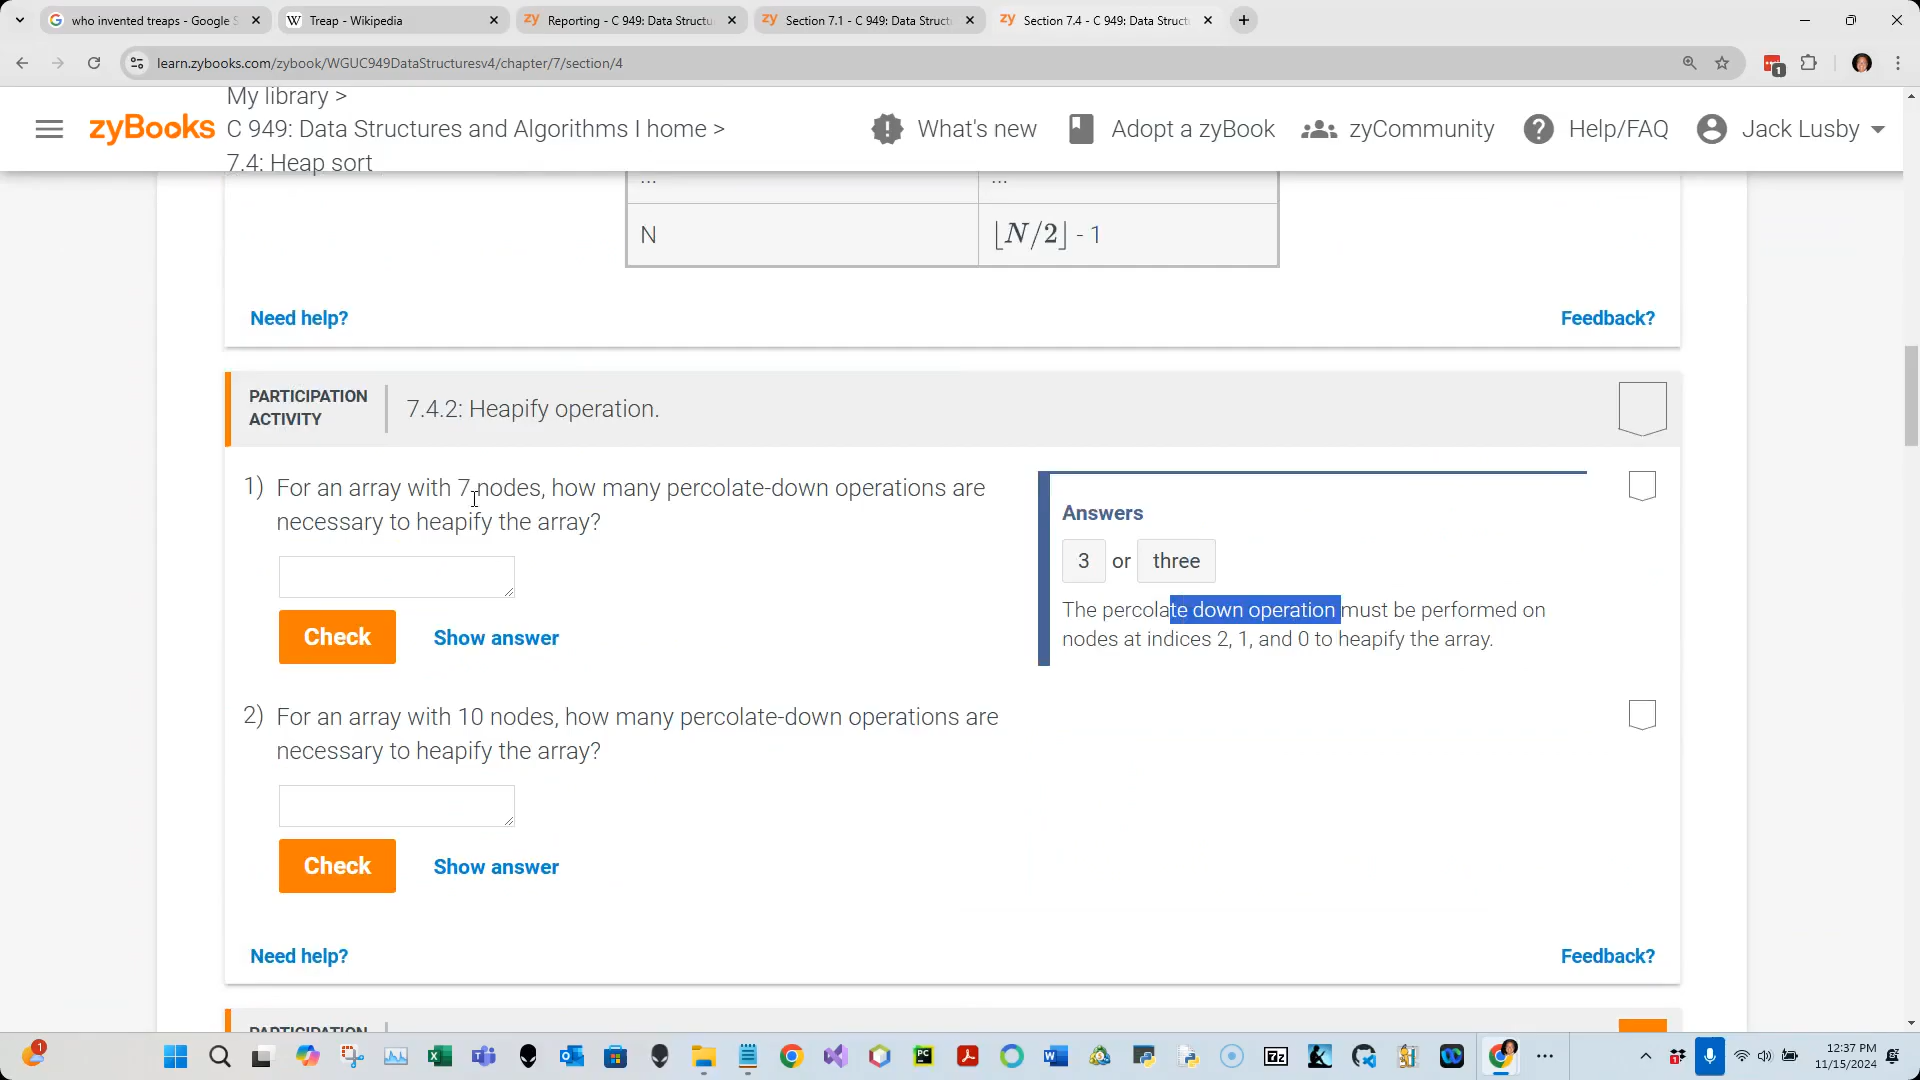 who invented treaps - Google S
Treap - Wikipedia
Reporting - C 949: Data Structu
Section 7.1 - C 949: Data Struct
Section 7.4 - C 949: Data Struct
learn.zybooks.com/zybook/WGUC949DataStructuresv4/chapter/7/section/4
My library >
zyBooks
C 949: Data Structures and Algorithms I home >
7.4: Heap sort
What's new
Adopt a zyBook
zyCommunity
Help/FAQ
Jack Lusby
... ...
N ⌊N/2⌋ - 1
Need help? Feedback?
PARTICIPATION
ACTIVITY
7.4.2: Heapify operation.
1) For an array with 7 nodes, how many percolate-down operations are
necessary to heapify the array?
Check Show answer
Answers
3 or three
The percolate down operation must be performed on
nodes at indices 2, 1, and 0 to heapify the array.
2) For an array with 10 nodes, how many percolate-down operations are
necessary to heapify the array?
Check Show answer
Need help? Feedback?
PARTICIPATION
12:37 PM
11/15/2024